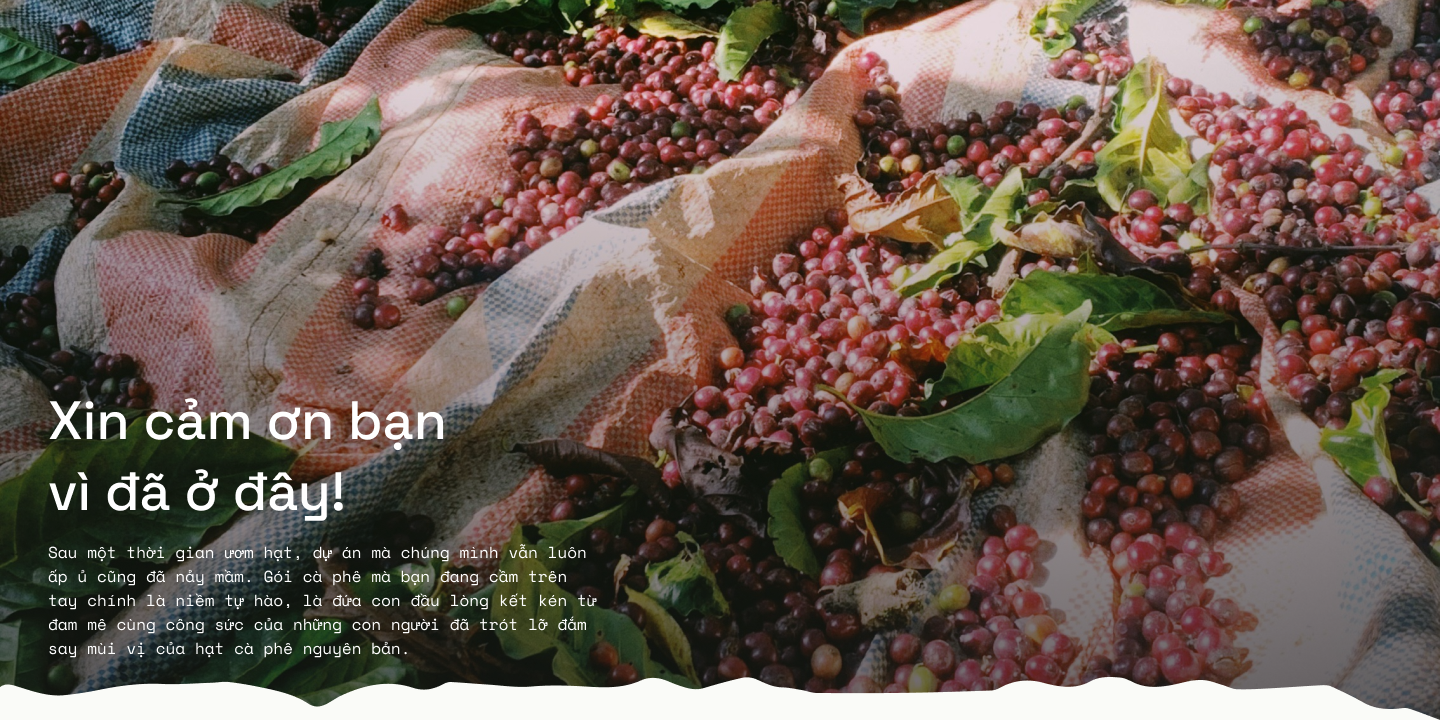 Xin cảm ơn bạn
vì đã ở đây!
Sau một thời gian ươm hạt, dự án mà chúng mình vẫn luôn
ấp ủ cũng đã nảy mầm. Gói cà phê mà bạn đang cầm trên
tay chính là niềm tự hào, là đứa con đầu lòng kết kén từ
đam mê cùng công sức của những con người đã trót lỡ đắm
say mùi vị của hạt cà phê nguyên bản.